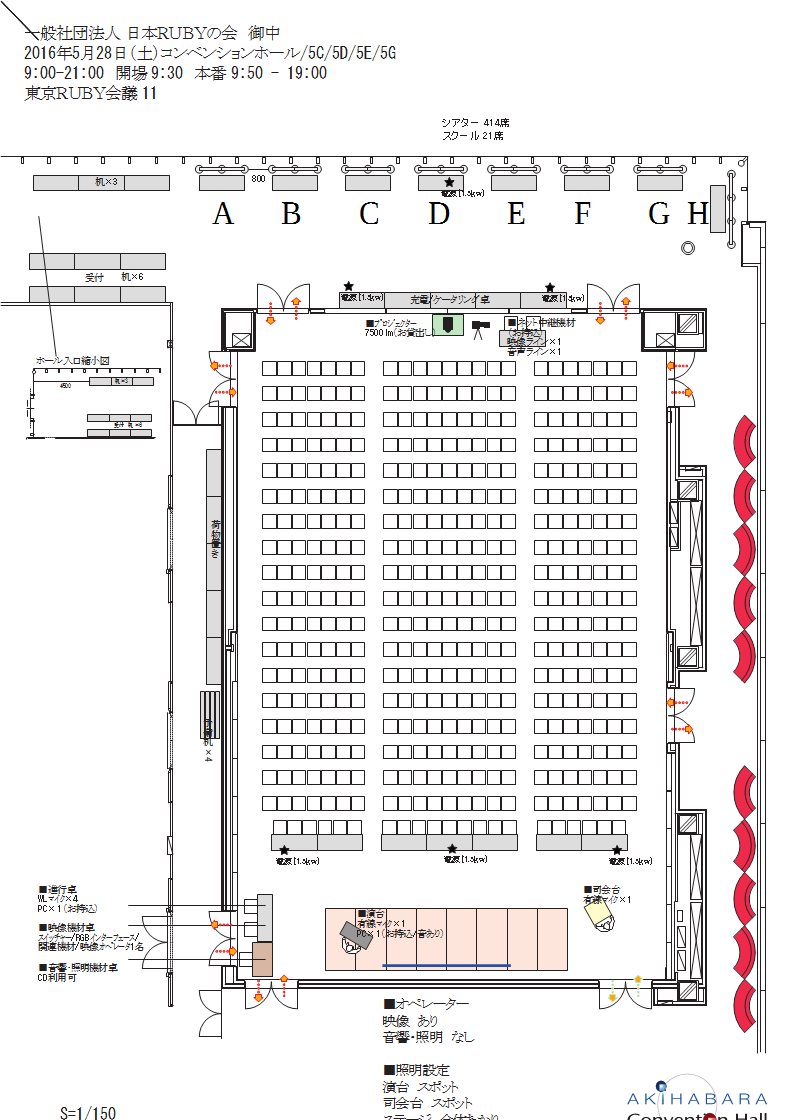 一般社団法人 日本RUBYの会 御中
2016年5月28日(土)コンベンションホール/5C/5D/5E/5G
9:00-21:00 開場 9:30 本番 9:50 - 19:00
東京RUBY会議 11
シアター 414席
スクール 21席
机×3
800
電源(1.5kw)
A B C D E F G H
受付 机×6
電源(1.5kw)
充電/ケータリング卓
電源(1.5kw)
■プロジェクター
7500lm(お貸出し)
■ネット中継機材
(お持込)
映像ライン×1
音声ライン×1
ホール入口縮小図
4500
机×3
受付 机×6
荷物置き
机×4
電源(1.5kw)
電源(1.5kw)
電源(1.5kw)
■進行卓
WLマイク×4
PC×1(お持込)
■映像機材卓
スイッチャー/RGBインターフェース/
関連機材/映像オペレータ1名
■音響・照明機材卓
CD利用可
■演台
有線マイク×1
PC×1(お持込/音あり)
■司会台
有線マイク×1
■オペレーター
映像 あり
音響・照明 なし
■照明設定
演台 スポット
司会台 スポット
ステージ 全体あかり
S=1/150
AKIHABARA
Convention Hall